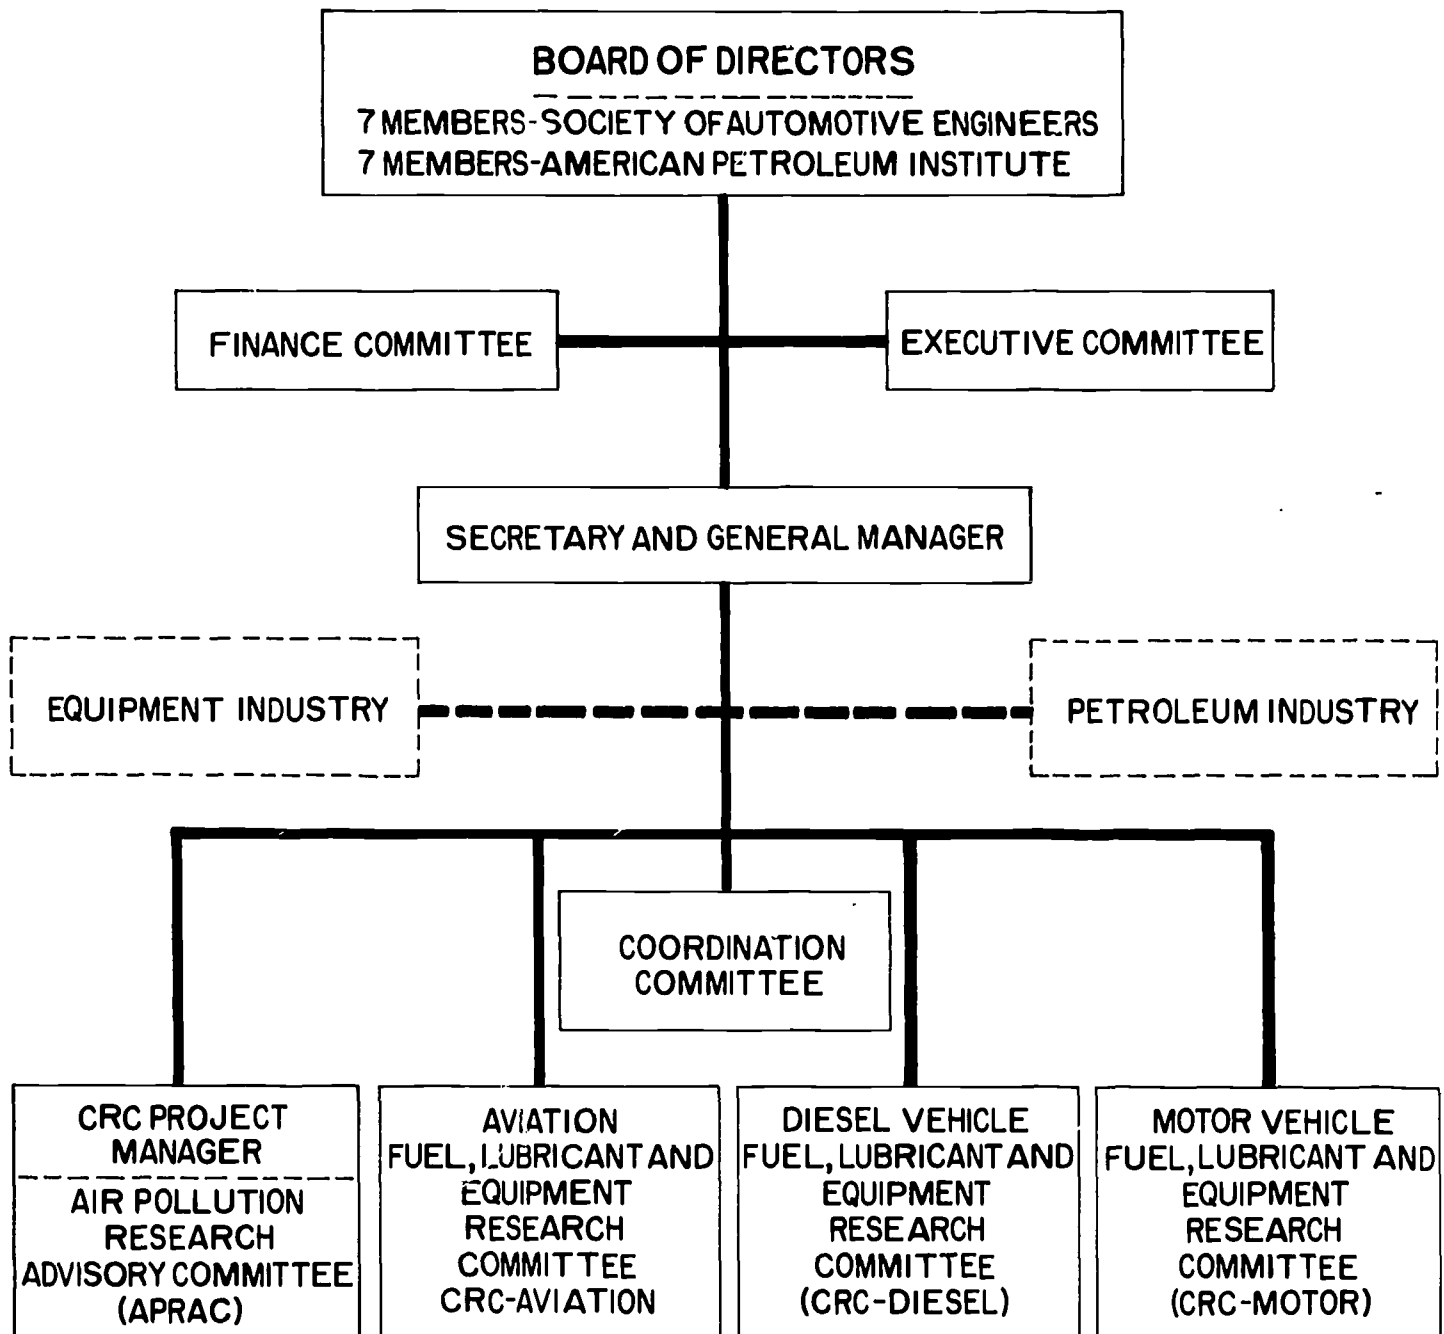 BOARD OF DIRECTORS
7 MEMBERS-SOCIETY OF AUTOMOTIVE ENGINEERS
7 MEMBERS-AMERICAN PETROLEUM INSTITUTE
FINANCE COMMITTEE
EXECUTIVE COMMITTEE
SECRETARY AND GENERAL MANAGER
EQUIPMENT INDUSTRY
PETROLEUM INDUSTRY
COORDINATION
COMMITTEE
CRC PROJECT
MANAGER
AIR POLLUTION
RESEARCH
ADVISORY COMMITTEE
(APRAC)
AVIATION
FUEL, LUBRICANT AND
EQUIPMENT
RESEARCH
COMMITTEE
CRC-AVIATION
DIESEL VEHICLE
FUEL, LUBRICANT AND
EQUIPMENT
RESEARCH
COMMITTEE
(CRC-DIESEL)
MOTOR VEHICLE
FUEL, LUBRICANT AND
EQUIPMENT
RESEARCH
COMMITTEE
(CRC-MOTOR)